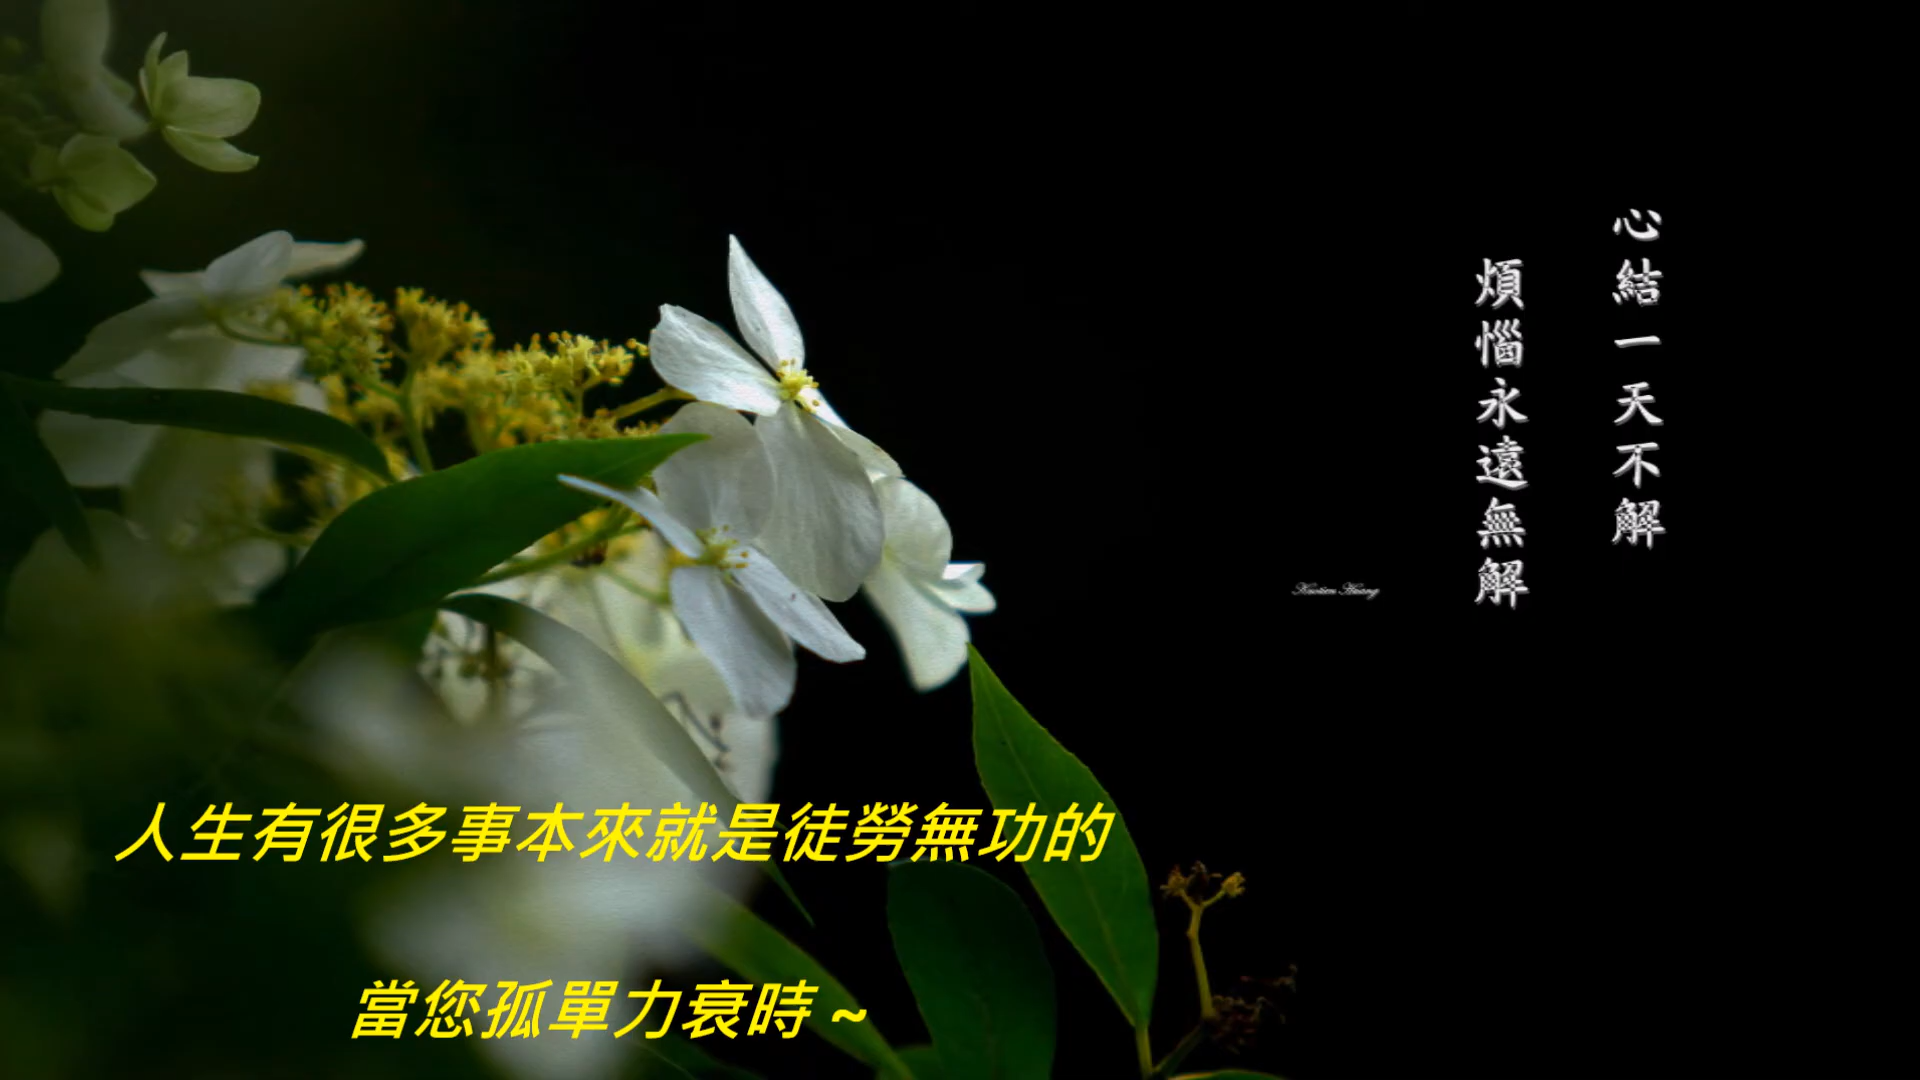 心結一天不解
煩惱永遠無解
人生有很多事本來就是徒勞無功的
當您孤單力衰時 ~